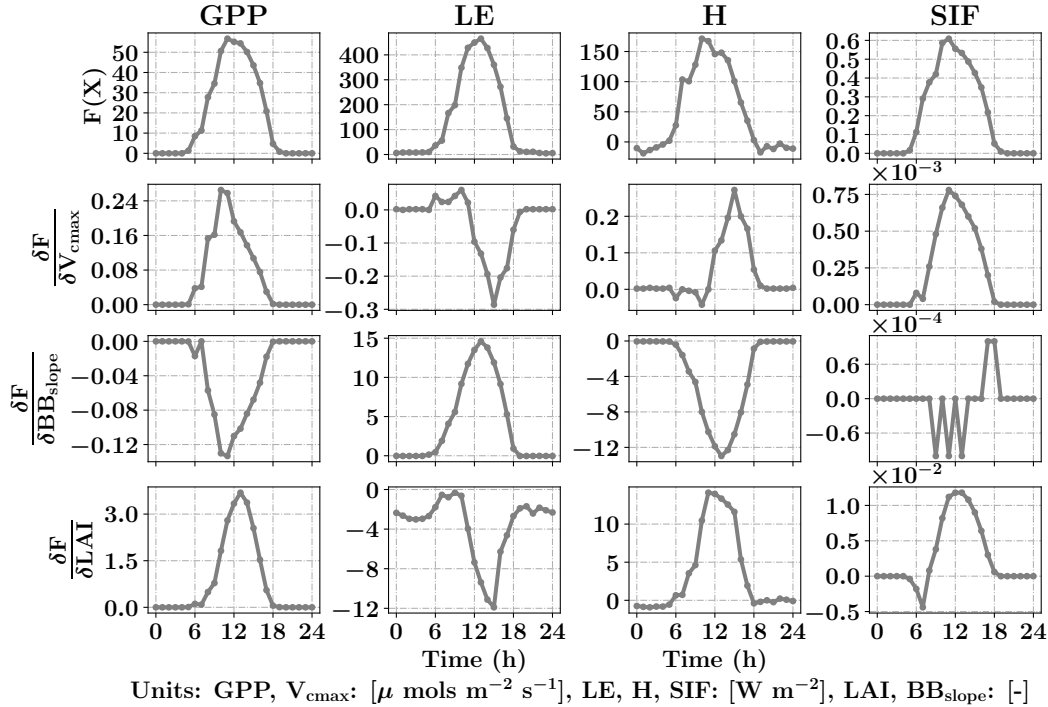 GPP LE H SIF
F(X)
50 40 30 20 10 0
400 300 200 100 0
150 100 50 0
0.6 0.5 0.4 0.3 0.2 0.1 0.0
×10⁻³
δF/δV_cmax
0.24 0.16 0.08 0.00
0.0 −0.1 −0.2 −0.3
0.2 0.1 0.0
0.75 0.50 0.25 0.00
×10⁻⁴
δF/δBB_slope
0.00 −0.04 −0.08 −0.12
15 10 5 0
0 −4 −8 −12
0.6 0.0 −0.6
×10⁻²
δF/δLAI
3.0 1.5 0.0
0 −4 −8 −12
10 5 0
1.0 0.5 0.0 −0.5
0 6 12 18 24 0 6 12 18 24 0 6 12 18 24 0 6 12 18 24
Time (h) Time (h)
Units: GPP, V_cmax: [μ mols m⁻² s⁻¹], LE, H, SIF: [W m⁻²], LAI, BB_slope: [-]